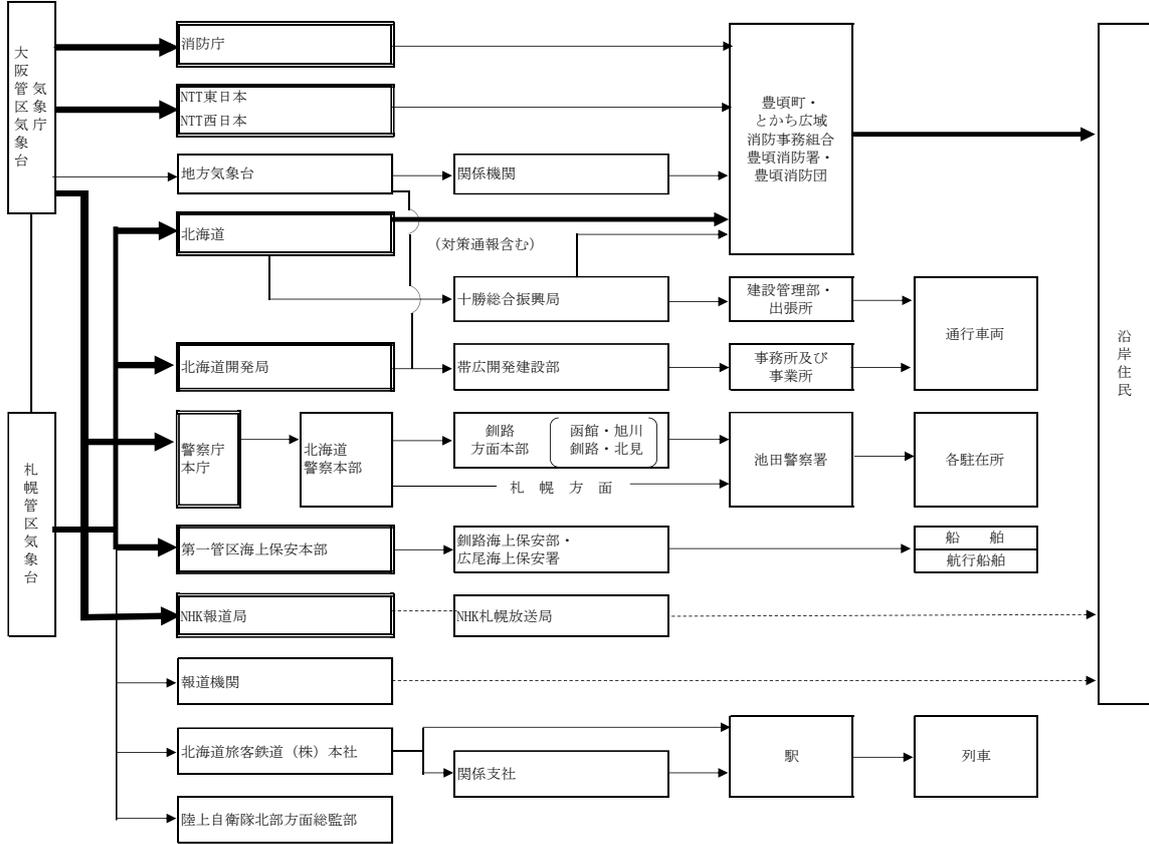 気象庁
大阪管区気象台
札幌管区気象台
消防庁
NTT東日本
NTT西日本
地方気象台
関係機関
豊頃町・
とかち広域
消防事務組合
豊頃消防署・
豊頃消防団
北海道
(対策通報含む)
十勝総合振興局
建設管理部・
出張所
通行車両
北海道開発局
帯広開発建設部
事務所及び
事業所
沿岸住民
警察庁
本庁
北海道
警察本部
釧路
方面本部
函館・旭川
釧路・北見
札　幌　方　面
池田警察署
各駐在所
第一管区海上保安本部
釧路海上保安部・
広尾海上保安署
船　　舶
航行船舶
NHK報道局
NHK札幌放送局
報道機関
北海道旅客鉄道（株）本社
関係支社
駅
列車
陸上自衛隊北部方面総監部